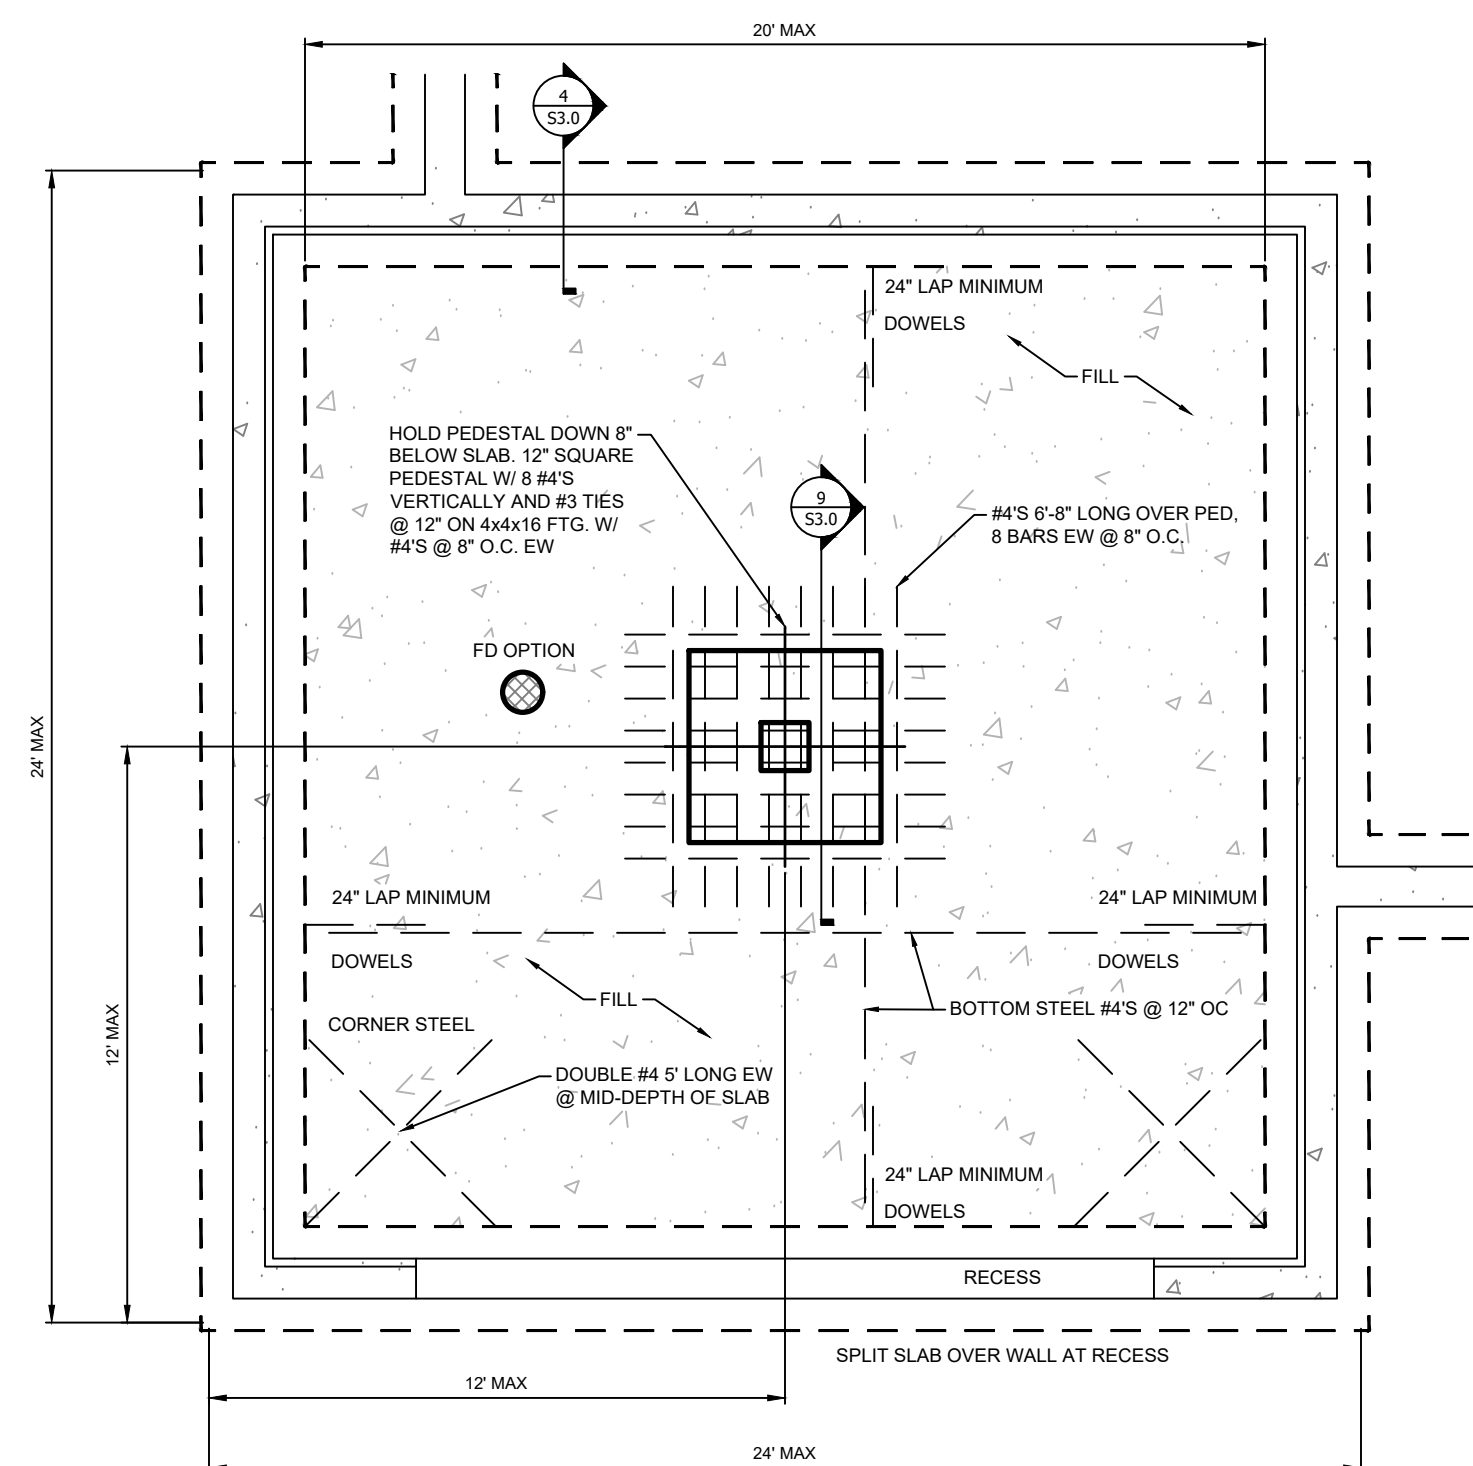 20' MAX
4
S3.0
24" LAP MINIMUM
DOWELS
FILL
HOLD PEDESTAL DOWN 8"
BELOW SLAB. 12" SQUARE
PEDESTAL W/ 8 #4'S
VERTICALLY AND #3 TIES
@ 12" ON 4x4x16 FTG. W/
#4'S @ 8" O.C. EW
9
S3.0
#4'S 6'-8" LONG OVER PED,
8 BARS EW @ 8" O.C.
FD OPTION
24' MAX
24" LAP MINIMUM
24" LAP MINIMUM
DOWELS
DOWELS
FILL
BOTTOM STEEL #4'S @ 12" OC
CORNER STEEL
12' MAX
DOUBLE #4 5' LONG EW
@ MID-DEPTH OF SLAB
24" LAP MINIMUM
DOWELS
RECESS
SPLIT SLAB OVER WALL AT RECESS
12' MAX
24' MAX